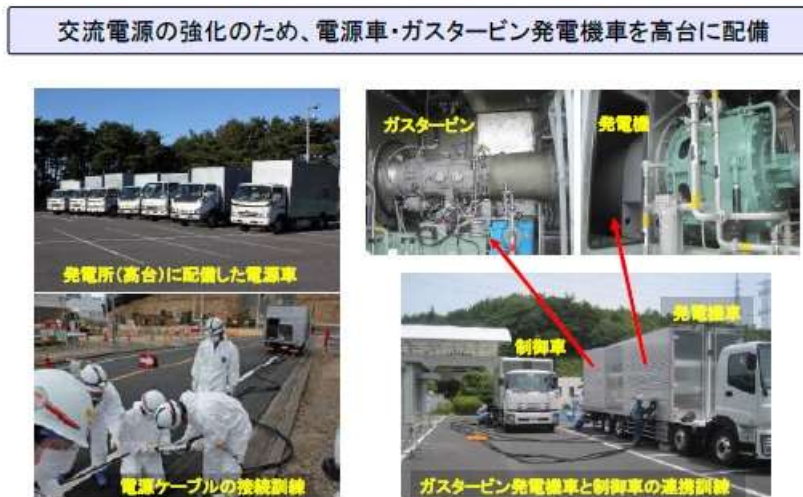 交流電源の強化のため、電源車・ガスタービン発電機車を高台に配備
ガスタービン
発電機
発電所(高台)に配備した電源車
発電機車
制御車
電源ケーブルの接続訓練
ガスタービン発電機車と制御車の連携訓練